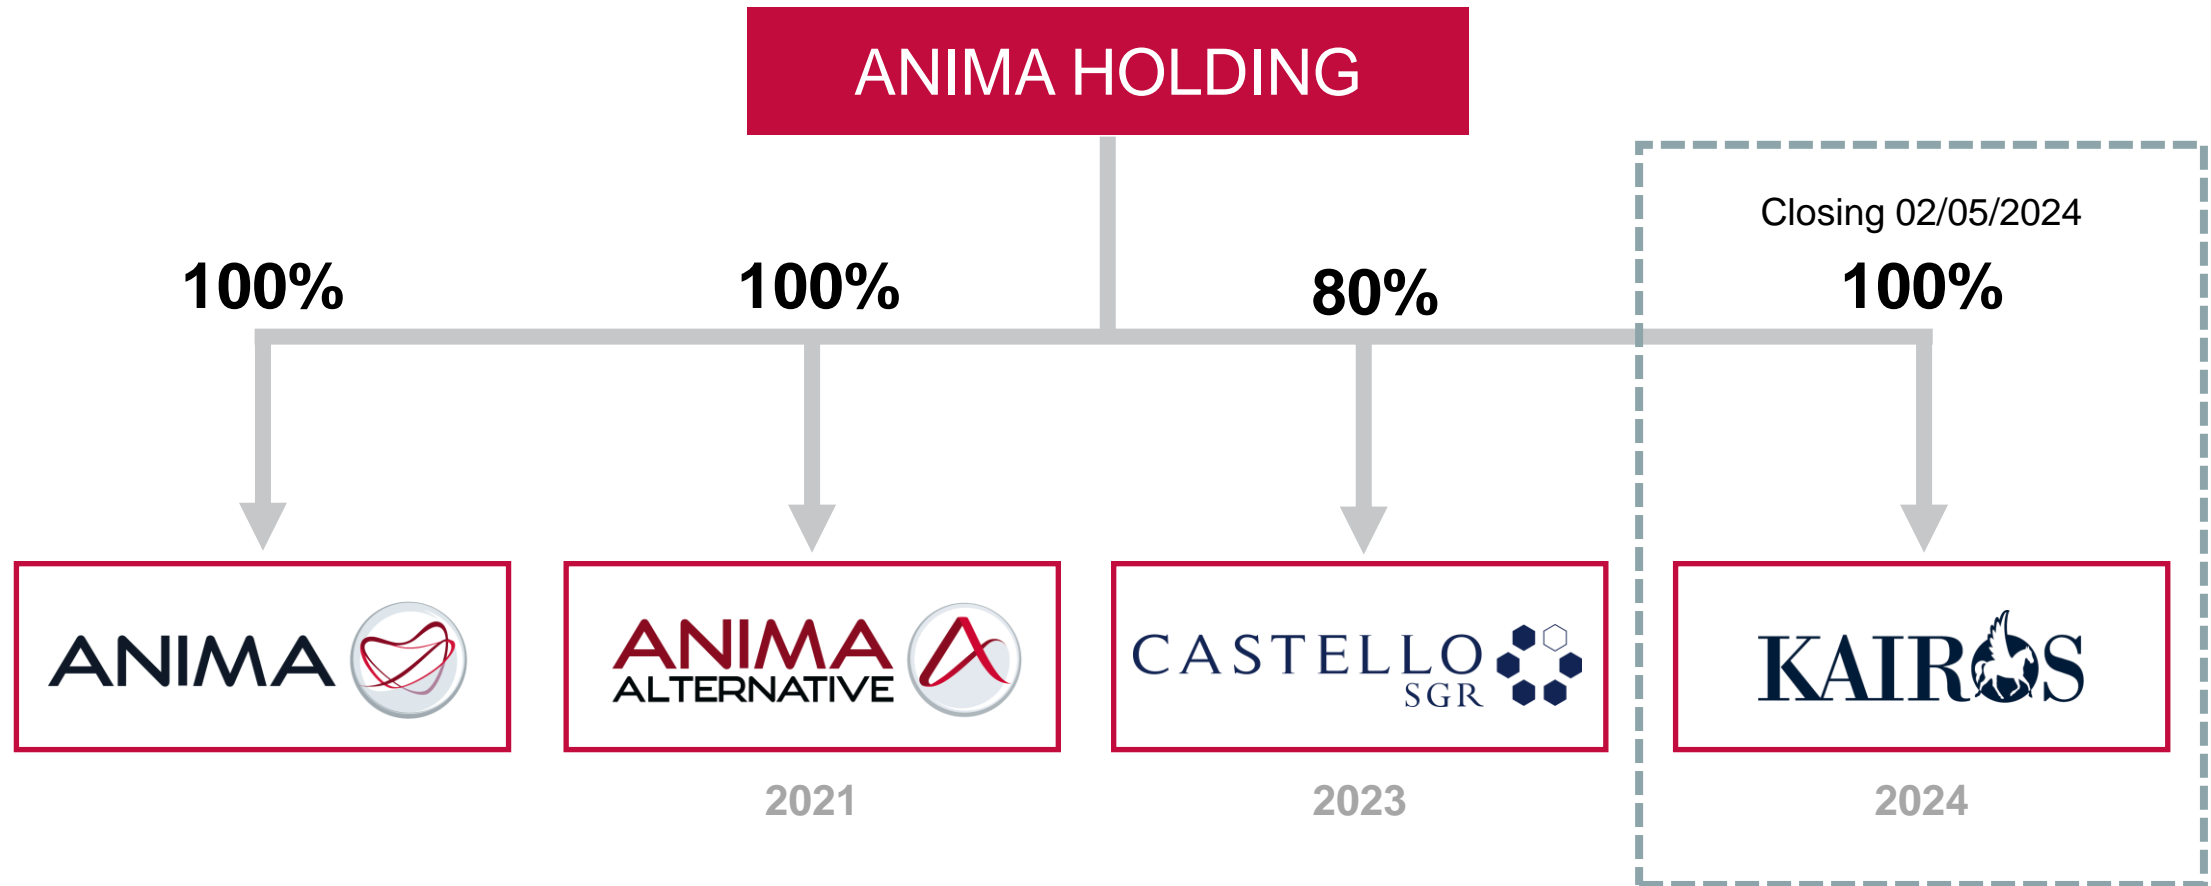 ANIMA HOLDING
Closing 02/05/2024
100%
100%
80%
100%
ANIMA
ANIMA
ALTERNATIVE
CASTELLO
SGR
KAIROS
2021
2023
2024